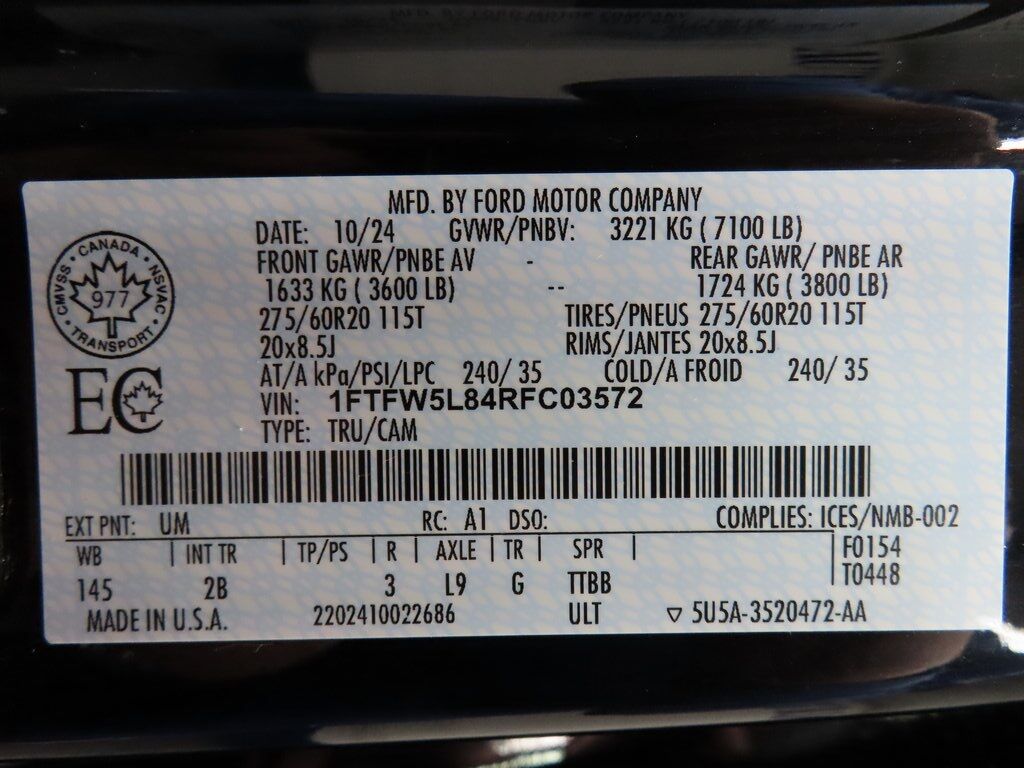 MFD. BY FORD MOTOR COMPANY
DATE: 10/24 GVWR/PNBV: 3221 KG ( 7100 LB)
FRONT GAWR/PNBE AV - REAR GAWR/ PNBE AR
1633 KG ( 3600 LB) -- 1724 KG ( 3800 LB)
275/60R20 115T TIRES/PNEUS 275/60R20 115T
20x8.5J RIMS/JANTES 20x8.5J
AT/A kPa/PSI/LPC 240/ 35 COLD/A FROID 240/ 35
VIN: 1FTFW5L84RFC03572
TYPE: TRU/CAM
CANADA
CMVSS 977 NSVAC
TRANSPORT
EC
EXT PNT: UM RC: A1 DSO: COMPLIES: ICES/NMB-002
WB | INT TR | TP/PS | R | AXLE | TR | SPR | F0154
145 2B 3 L9 G TTBB T0448
MADE IN U.S.A. 2202410022686 ULT ▽ 5U5A-3520472-AA